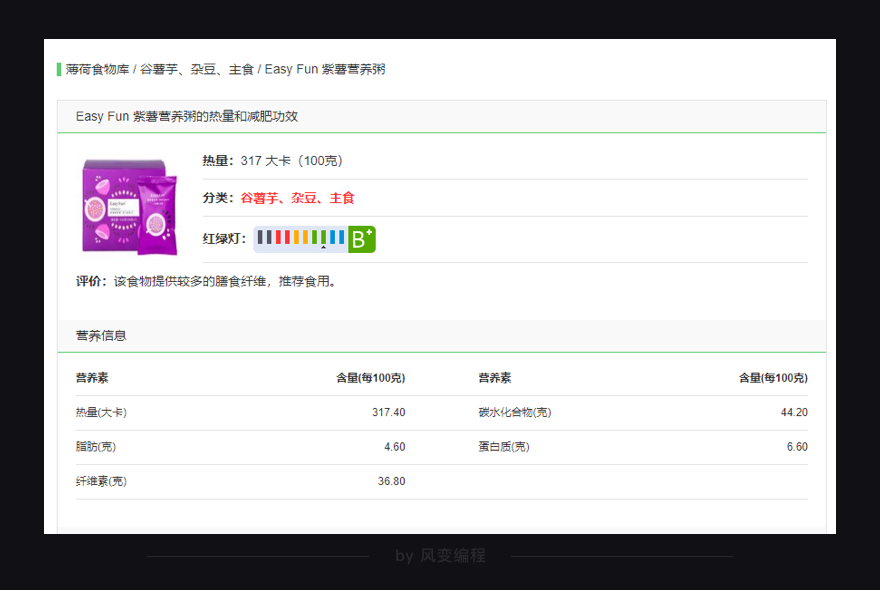 薄荷食物库 / 谷薯芋、杂豆、主食 / Easy Fun 紫薯营养粥
Easy Fun 紫薯营养粥的热量和减肥功效
热量：317 大卡（100克）
分类：谷薯芋、杂豆、主食
红绿灯： B+
评价：该食物提供较多的膳食纤维，推荐食用。
营养信息
营养素 含量(每100克) 营养素 含量(每100克)
热量(大卡) 317.40 碳水化合物(克) 44.20
脂肪(克) 4.60 蛋白质(克) 6.60
纤维素(克) 36.80
by 风变编程